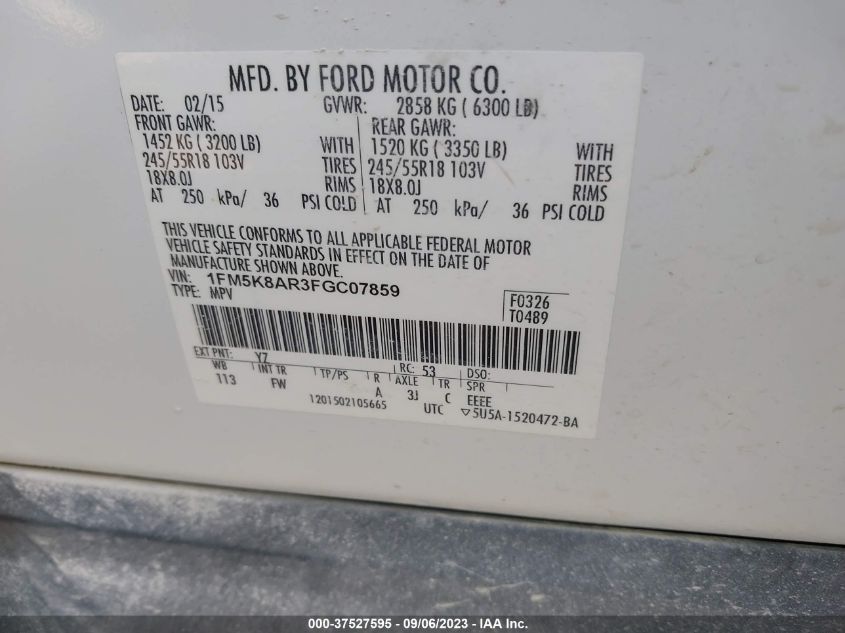 MFD. BY FORD MOTOR CO.
DATE: 02/15 GVWR: 2858 KG ( 6300 LB)
FRONT GAWR: REAR GAWR:
1452 KG ( 3200 LB) WITH 1520 KG ( 3350 LB) WITH
245/55R18 103V TIRES 245/55R18 103V TIRES
18X8.0J RIMS 18X8.0J RIMS
AT 250 kPa/ 36 PSI COLD AT 250 kPa/ 36 PSI COLD
THIS VEHICLE CONFORMS TO ALL APPLICABLE FEDERAL MOTOR
VEHICLE SAFETY STANDARDS IN EFFECT ON THE DATE OF
MANUFACTURE SHOWN ABOVE.
VIN: 1FM5K8AR3FGC07859
TYPE: MPV
F0326
T0489
EXT PNT: YZ RC: 53 DSO:
WB INT TR TP/PS R AXLE TR SPR
113 FW A 3J C EEEE
1201502105665 UTC ▽5U5A-1520472-BA
000-37527595 - 09/06/2023 - IAA Inc.